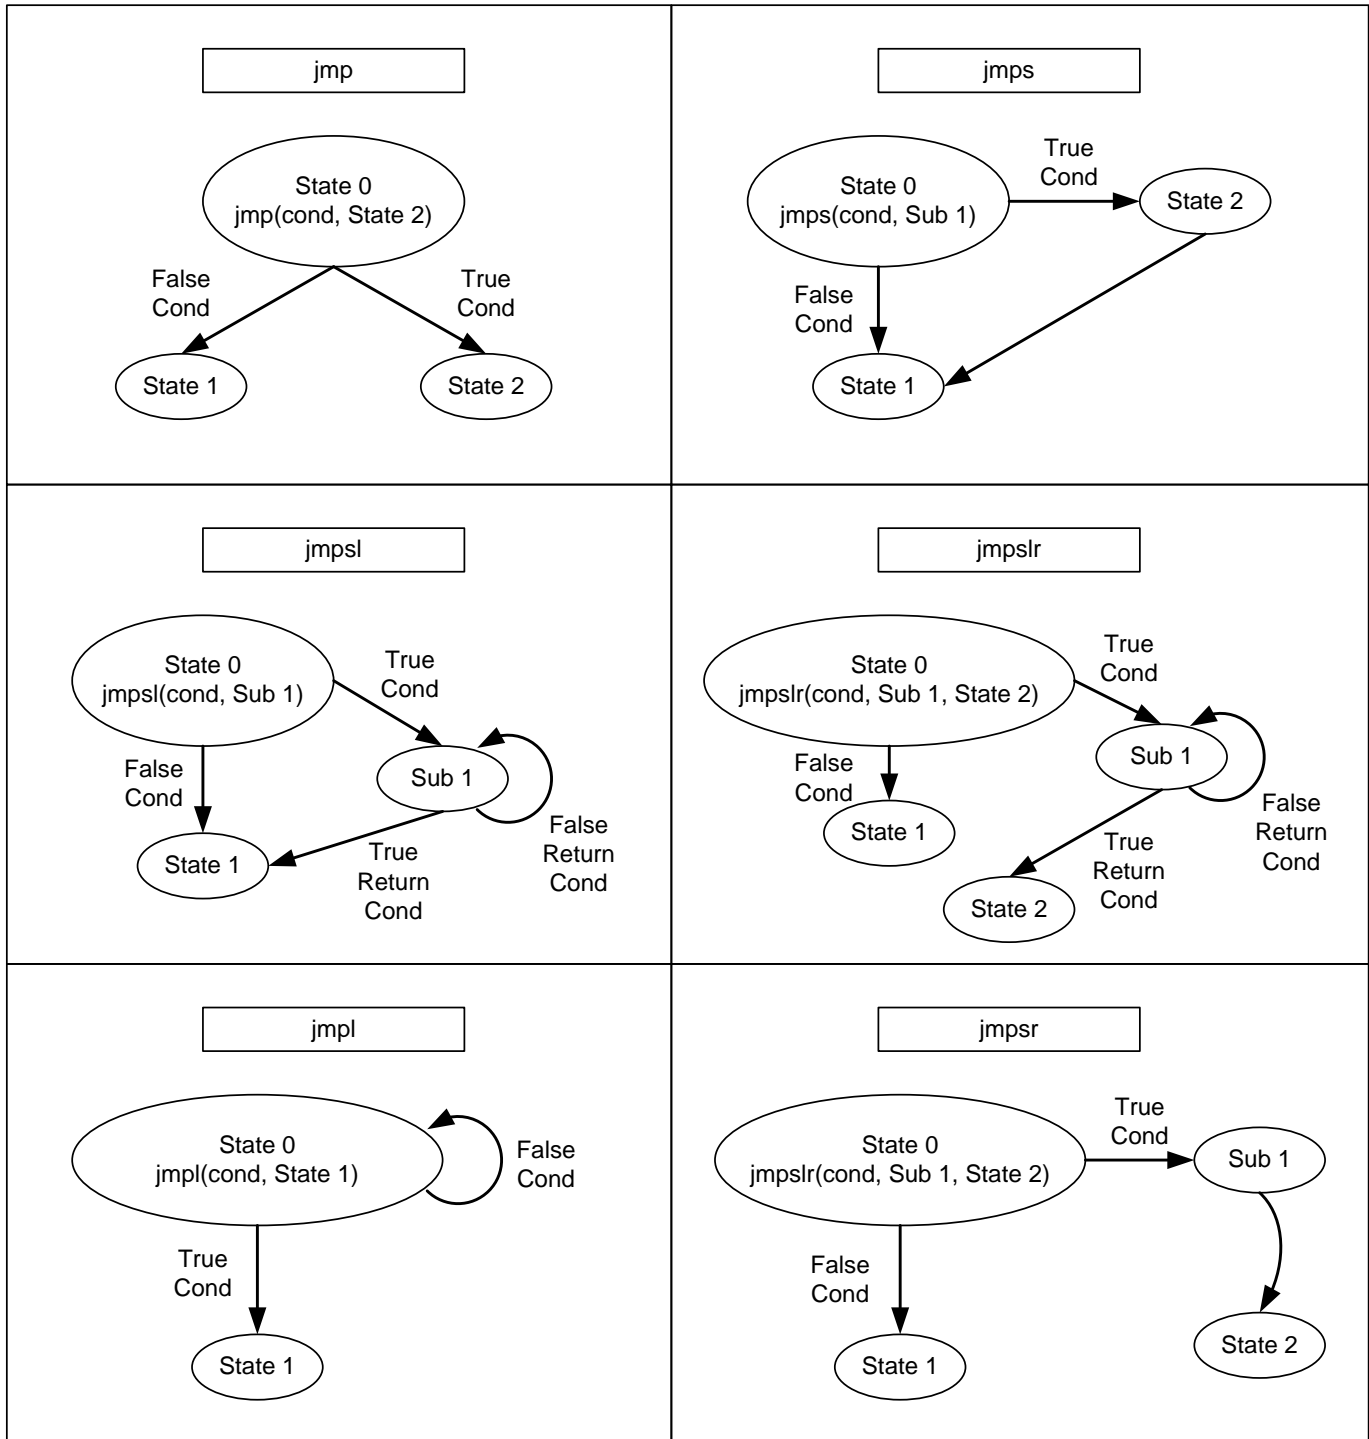 jmp
State 0
jmp(cond, State 2)
False
Cond
True
Cond
State 1
State 2
jmps
State 0
jmps(cond, Sub 1)
True
Cond
State 2
False
Cond
State 1
jmpsl
State 0
jmpsl(cond, Sub 1)
True
Cond
False
Cond
Sub 1
State 1
True
Return
Cond
False
Return
Cond
jmpslr
State 0
jmpslr(cond, Sub 1, State 2)
True
Cond
False
Cond
Sub 1
State 1
True
Return
Cond
False
Return
Cond
State 2
jmpl
State 0
jmpl(cond, State 1)
False
Cond
True
Cond
State 1
jmpsr
State 0
jmpslr(cond, Sub 1, State 2)
True
Cond
Sub 1
False
Cond
State 1
State 2